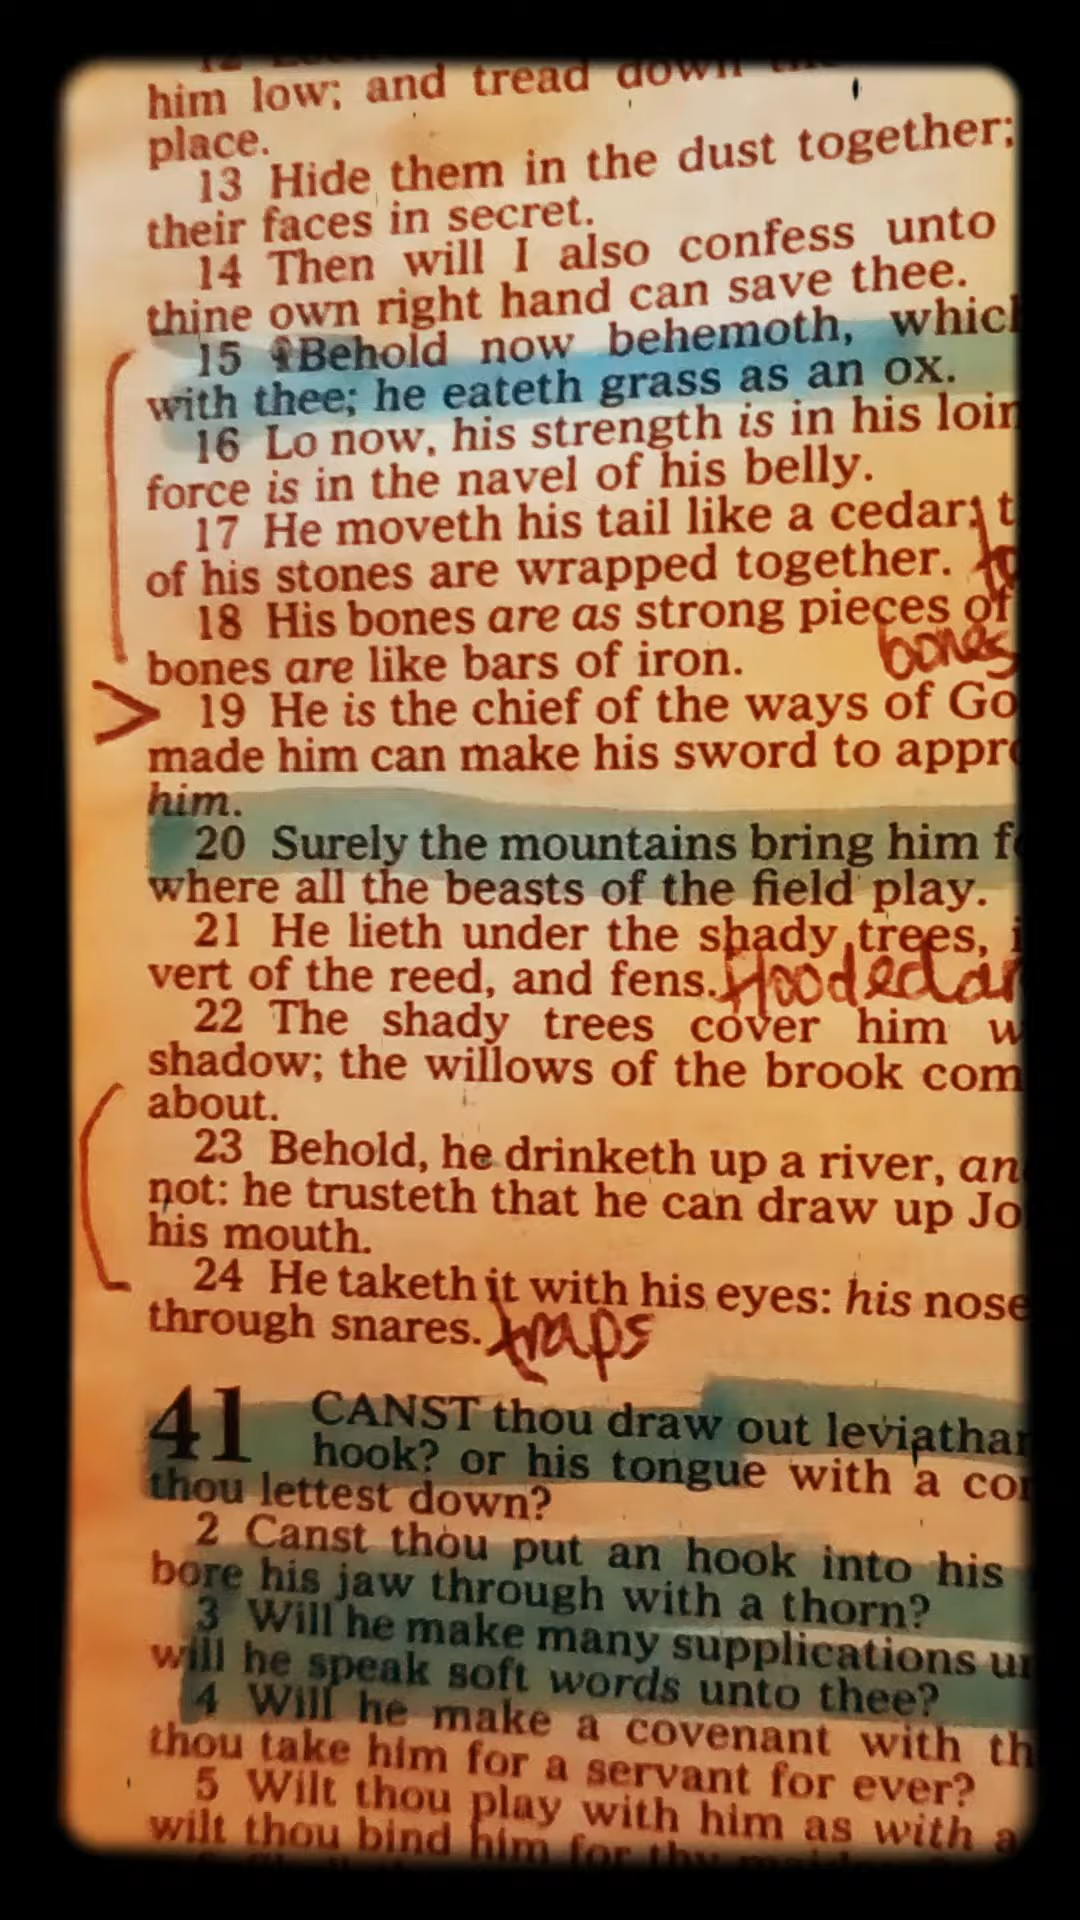 him low; and tread down
place.
13 Hide them in the dust together;
their faces in secret.
14 Then will I also confess unto
thine own right hand can save thee.
15 ¶Behold now behemoth, which
with thee; he eateth grass as an ox.
16 Lo now, his strength is in his loin
force is in the navel of his belly.
17 He moveth his tail like a cedar: t
of his stones are wrapped together.
18 His bones are as strong pieces of
bones
bones are like bars of iron.
19 He is the chief of the ways of Go
made him can make his sword to appro
him.
20 Surely the mountains bring him f
where all the beasts of the field play.
21 He lieth under the shady trees, i
vert of the reed, and fens. flooded
22 The shady trees cover him w
shadow; the willows of the brook com
about.
23 Behold, he drinketh up a river, an
not: he trusteth that he can draw up Jo
his mouth.
24 He taketh it with his eyes: his nose
through snares. traps
41 CANST thou draw out leviathan
hook? or his tongue with a cor
thou lettest down?
2 Canst thou put an hook into his
bore his jaw through with a thorn?
3 Will he make many supplications un
will he speak soft words unto thee?
4 Will he make a covenant with th
thou take him for a servant for ever?
5 Wilt thou play with him as with a
wilt thou bind him for thy